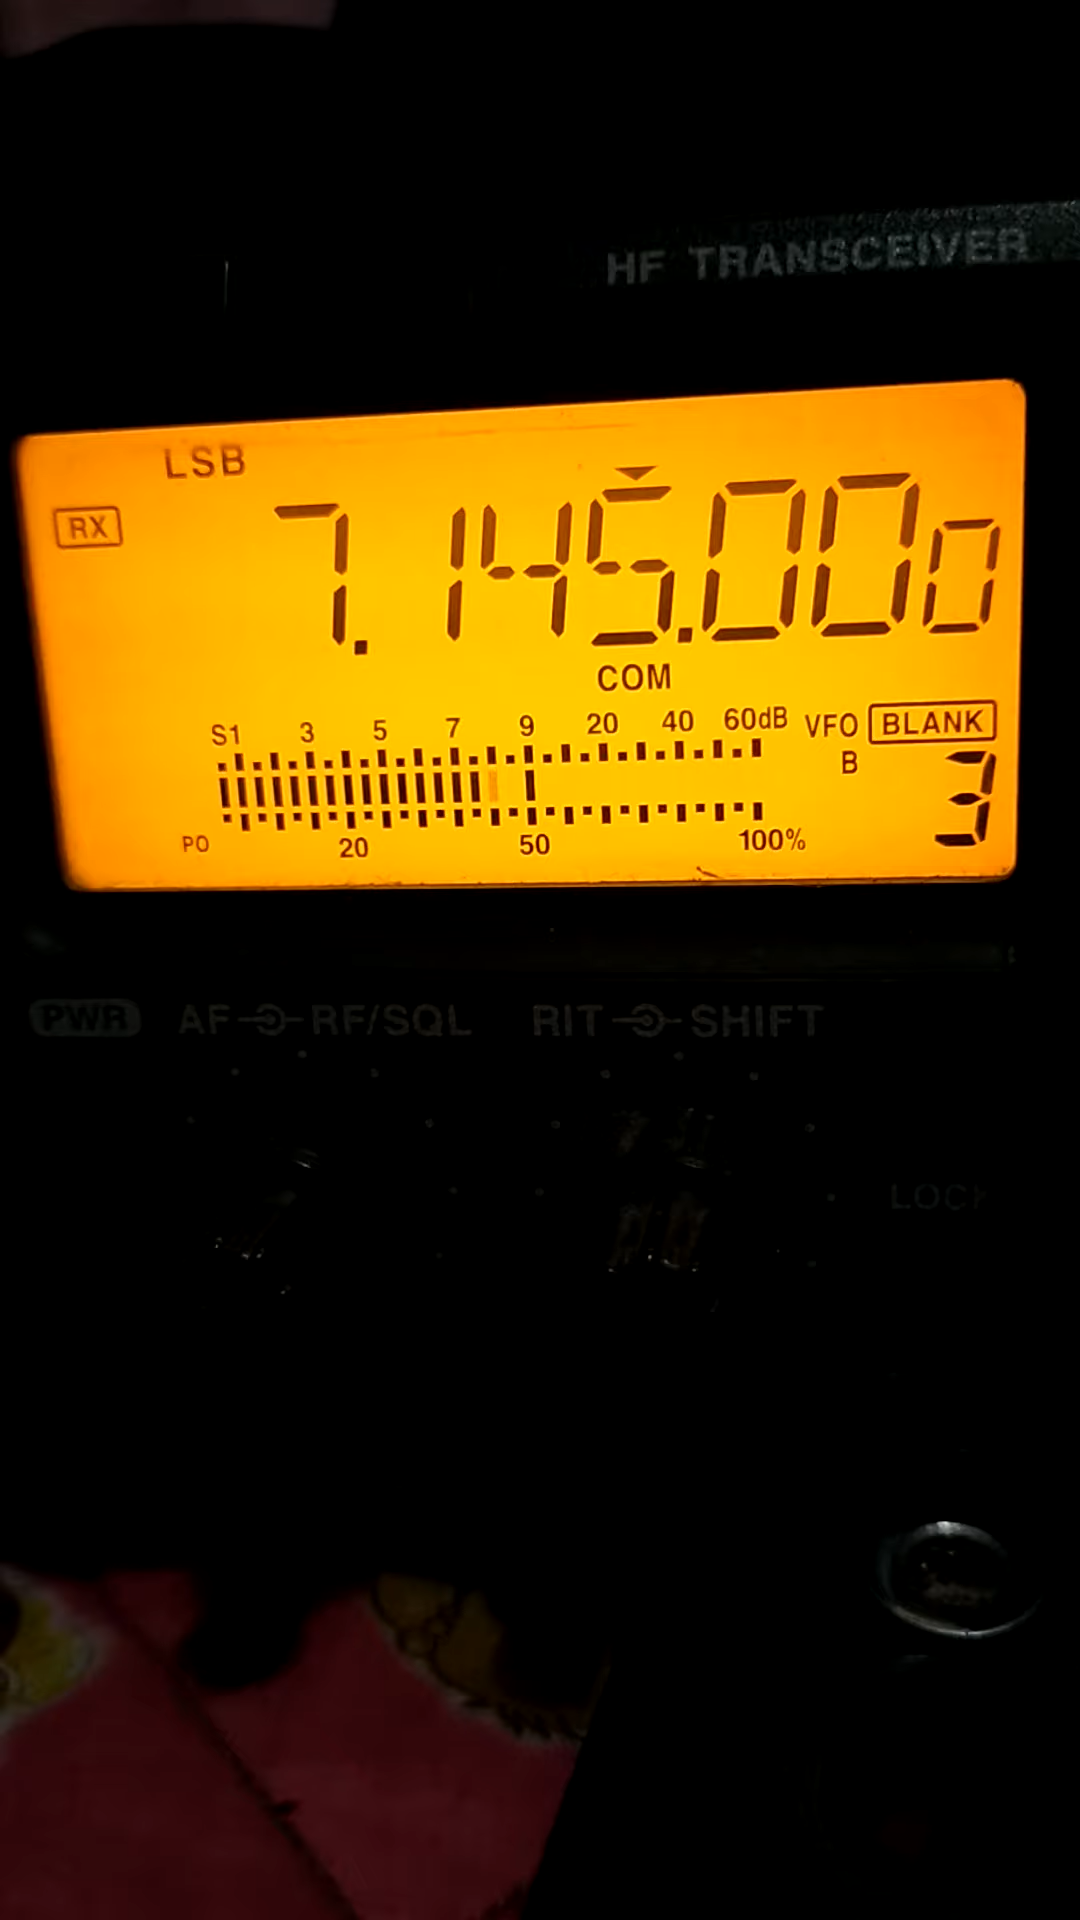 HF TRANSCEIVER
LSB
RX
7.145.000
COM
S1 3 5 7 9 20 40 60dB
VFO BLANK
B
3
PO 20 50 100%
PWR AF RF/SQL RIT SHIFT
LOCK